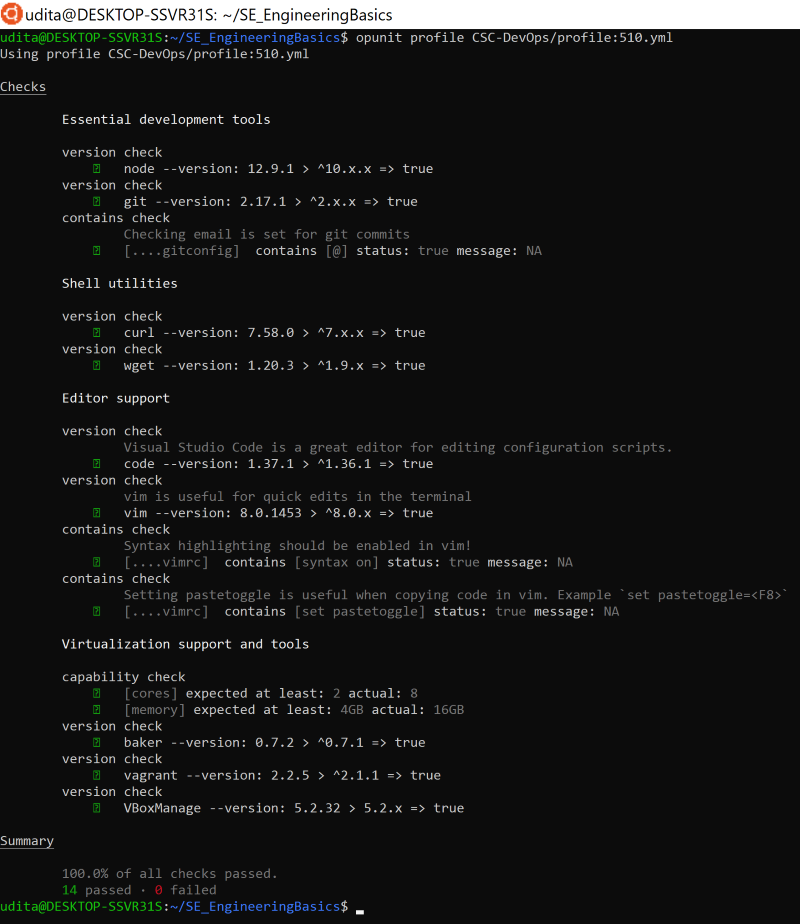 udita@DESKTOP-SSVR31S: ~/SE_EngineeringBasics
udita@DESKTOP-SSVR31S:~/SE_EngineeringBasics$ opunit profile CSC-DevOps/profile:510.yml
Using profile CSC-DevOps/profile:510.yml
Checks
Essential development tools
version check
node --version: 12.9.1 > ^10.x.x => true
version check
git --version: 2.17.1 > ^2.x.x => true
contains check
Checking email is set for git commits
[....gitconfig]  contains [@] status: true message: NA
Shell utilities
version check
curl --version: 7.58.0 > ^7.x.x => true
version check
wget --version: 1.20.3 > ^1.9.x => true
Editor support
version check
Visual Studio Code is a great editor for editing configuration scripts.
code --version: 1.37.1 > ^1.36.1 => true
version check
vim is useful for quick edits in the terminal
vim --version: 8.0.1453 > ^8.0.x => true
contains check
Syntax highlighting should be enabled in vim!
[....vimrc]  contains [syntax on] status: true message: NA
contains check
Setting pastetoggle is useful when copying code in vim. Example `set pastetoggle=<F8>`
[....vimrc]  contains [set pastetoggle] status: true message: NA
Virtualization support and tools
capability check
[cores] expected at least: 2 actual: 8
[memory] expected at least: 4GB actual: 16GB
version check
baker --version: 0.7.2 > ^0.7.1 => true
version check
vagrant --version: 2.2.5 > ^2.1.1 => true
version check
VBoxManage --version: 5.2.32 > 5.2.x => true
Summary
100.0% of all checks passed.
14 passed · 0 failed
udita@DESKTOP-SSVR31S:~/SE_EngineeringBasics$